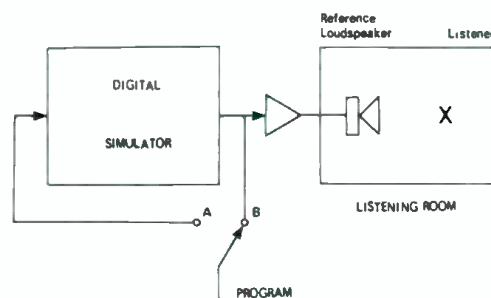 Reference
Loudspeaker
Listene
DIGITAL
SIMULATOR
X
A
B
LISTENING ROOM
PROGRAM